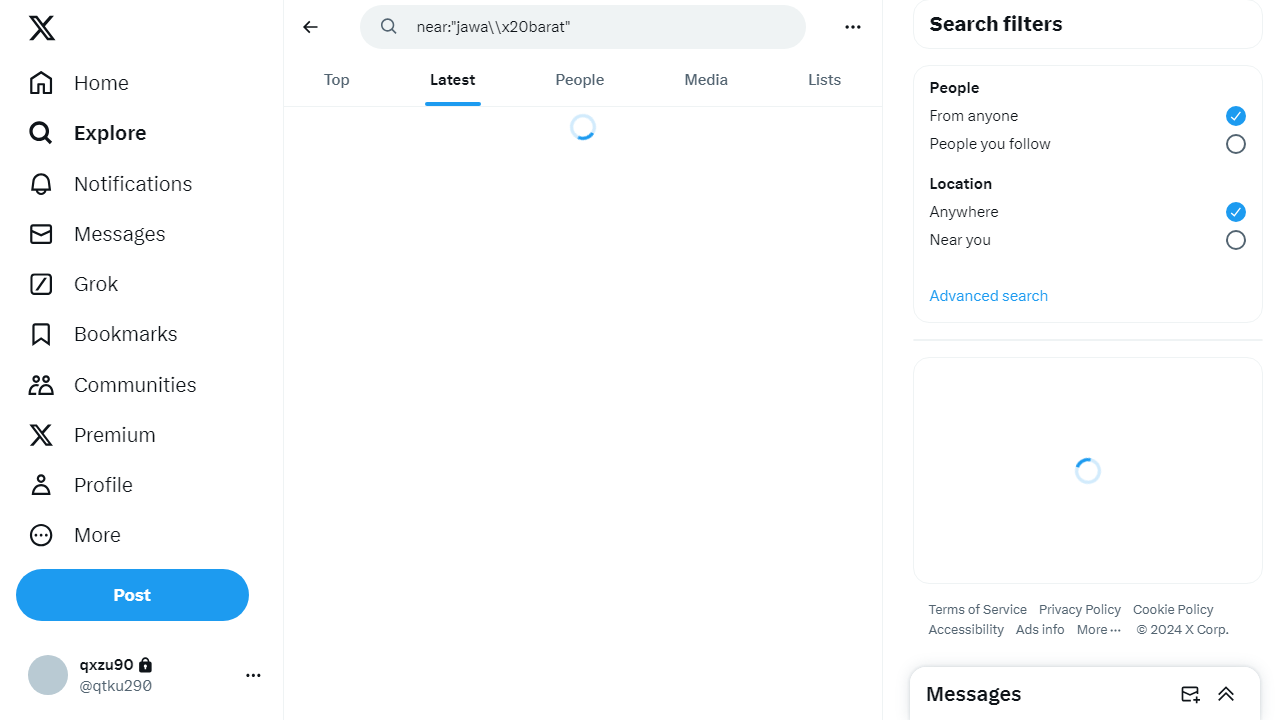 Home
Explore
Notifications
Messages
Grok
Bookmarks
Communities
Premium
Profile
More
Post
qxzu90
@qtku290
near:"jawa\\x20barat"
Top Latest People Media Lists
Search filters
People
From anyone
People you follow
Location
Anywhere
Near you
Advanced search
Terms of Service Privacy Policy Cookie Policy
Accessibility Ads info More ··· © 2024 X Corp.
Messages